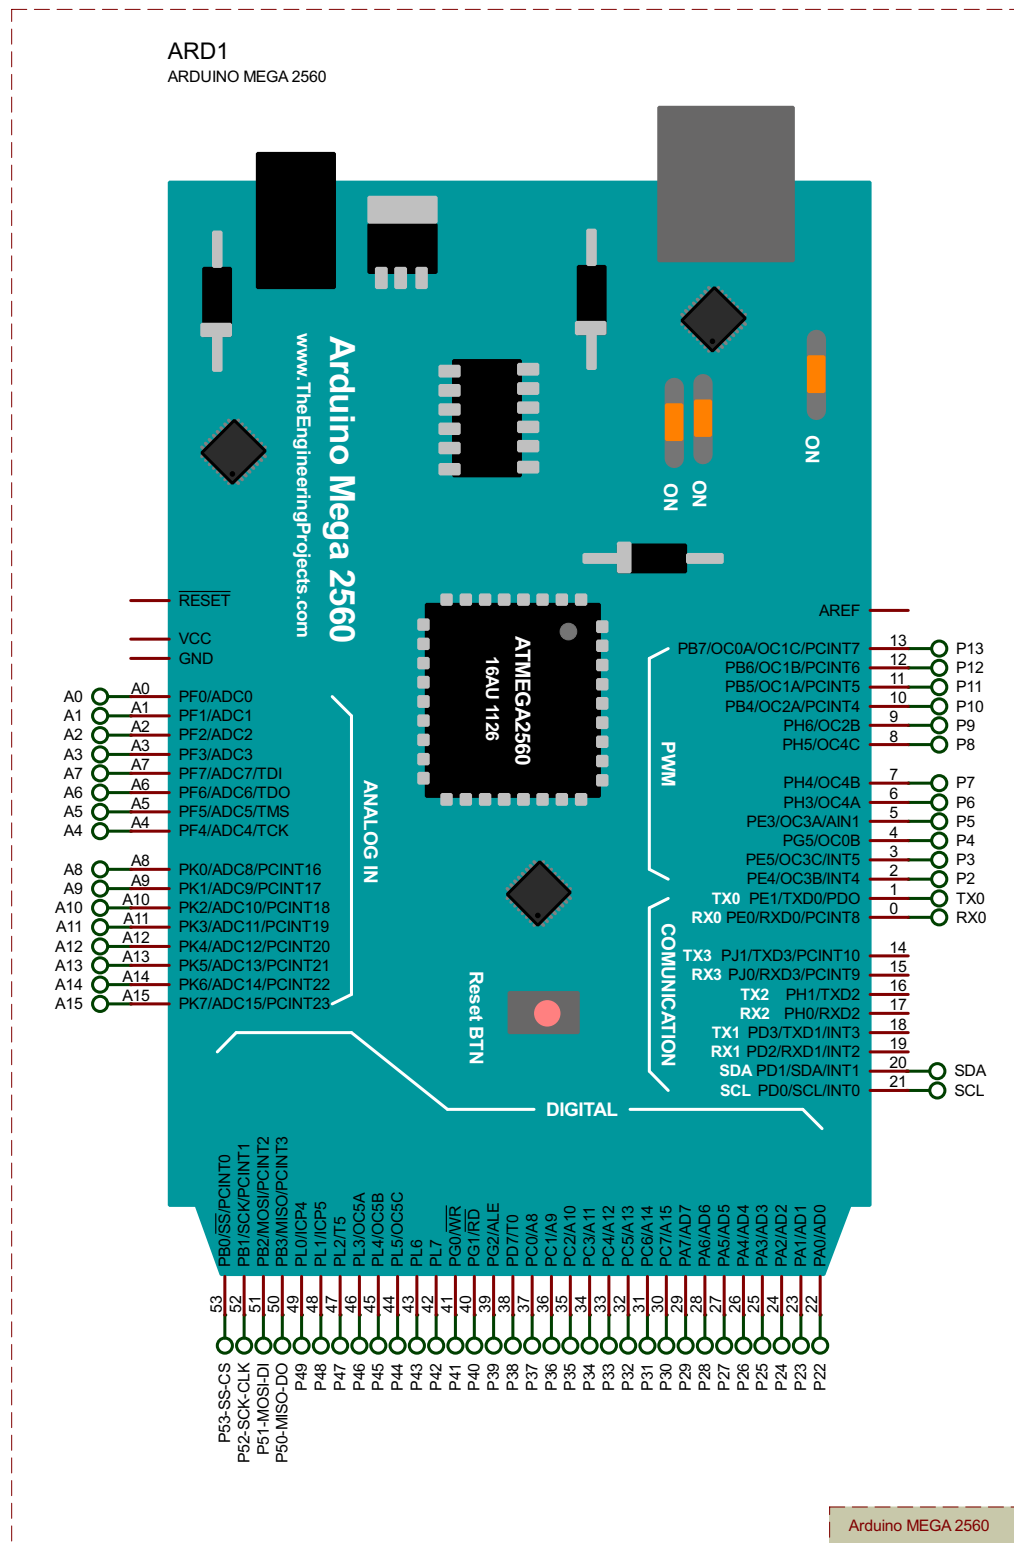 ARD1
ARDUINO MEGA 2560
Arduino Mega 2560
www.TheEngineeringProjects.com
ON
ON
ON
ATMEGA2560
16AU 1126
RESET
VCC
GND
A0 A0 PF0/ADC0
A1 A1 PF1/ADC1
A2 A2 PF2/ADC2
A3 A3 PF3/ADC3
A7 A7 PF7/ADC7/TDI
A6 A6 PF6/ADC6/TDO
A5 A5 PF5/ADC5/TMS
A4 A4 PF4/ADC4/TCK
A8 A8 PK0/ADC8/PCINT16
A9 A9 PK1/ADC9/PCINT17
A10 A10 PK2/ADC10/PCINT18
A11 A11 PK3/ADC11/PCINT19
A12 A12 PK4/ADC12/PCINT20
A13 A13 PK5/ADC13/PCINT21
A14 A14 PK6/ADC14/PCINT22
A15 A15 PK7/ADC15/PCINT23
ANALOG IN
AREF
PB7/OC0A/OC1C/PCINT7 13 P13
PB6/OC1B/PCINT6 12 P12
PB5/OC1A/PCINT5 11 P11
PB4/OC2A/PCINT4 10 P10
PH6/OC2B 9 P9
PH5/OC4C 8 P8
PH4/OC4B 7 P7
PH3/OC4A 6 P6
PE3/OC3A/AIN1 5 P5
PG5/OC0B 4 P4
PE5/OC3C/INT5 3 P3
PE4/OC3B/INT4 2 P2
PWM
TX0 PE1/TXD0/PDO 1 TX0
RX0 PE0/RXD0/PCINT8 0 RX0
TX3 PJ1/TXD3/PCINT10 14
RX3 PJ0/RXD3/PCINT9 15
TX2 PH1/TXD2 16
RX2 PH0/RXD2 17
TX1 PD3/TXD1/INT3 18
RX1 PD2/RXD1/INT2 19
SDA PD1/SDA/INT1 20 SDA
SCL PD0/SCL/INT0 21 SCL
COMUNICATION
Reset BTN
DIGITAL
PB0/SS/PCINT0 53 P53-SS-CS
PB1/SCK/PCINT1 52 P52-SCK-CLK
PB2/MOSI/PCINT2 51 P51-MOSI-DI
PB3/MISO/PCINT3 50 P50-MISO-DO
PL0/ICP4 49 P49
PL1/ICP5 48 P48
PL2/T5 47 P47
PL3/OC5A 46 P46
PL4/OC5B 45 P45
PL5/OC5C 44 P44
PL6 43 P43
PL7 42 P42
PG0/WR 41 P41
PG1/RD 40 P40
PG2/ALE 39 P39
PD7/T0 38 P38
PC0/A8 37 P37
PC1/A9 36 P36
PC2/A10 35 P35
PC3/A11 34 P34
PC4/A12 33 P33
PC5/A13 32 P32
PC6/A14 31 P31
PC7/A15 30 P30
PA7/AD7 29 P29
PA6/AD6 28 P28
PA5/AD5 27 P27
PA4/AD4 26 P26
PA3/AD3 25 P25
PA2/AD2 24 P24
PA1/AD1 23 P23
PA0/AD0 22 P22
Arduino MEGA 2560